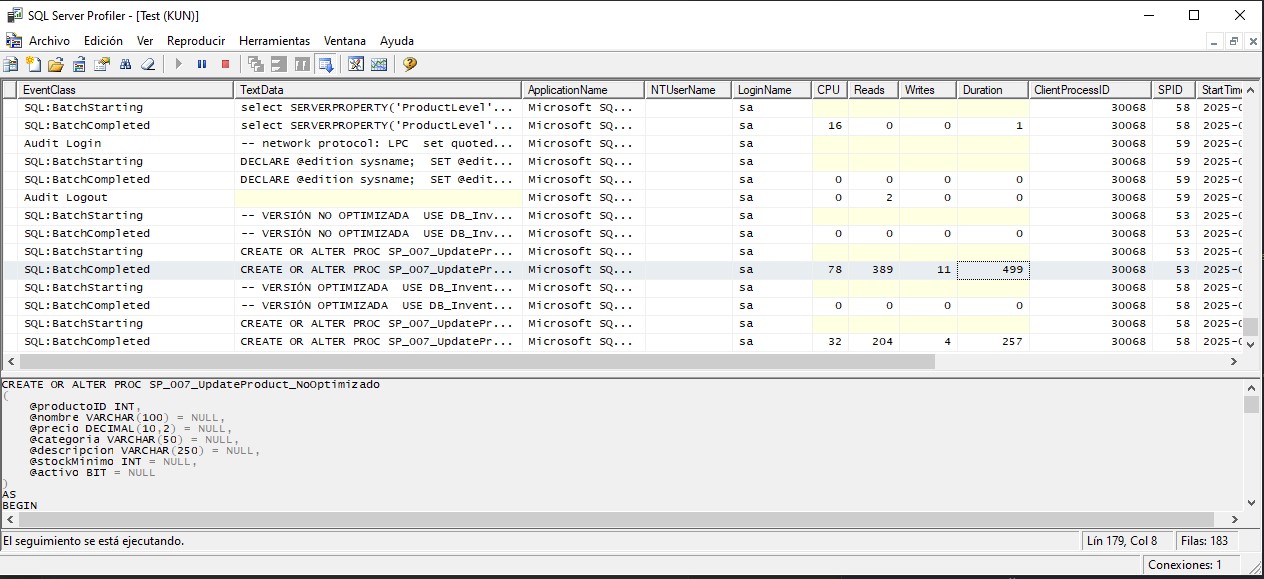 SQL Server Profiler - [Test (KUN)]
Archivo Edición Ver Reproducir Herramientas Ventana Ayuda
EventClass TextData ApplicationName NTUserName LoginName CPU Reads Writes Duration ClientProcessID SPID StartTime
SQL:BatchStarting select SERVERPROPERTY('ProductLevel'... Microsoft SQ... sa 30068 58 2025-0
SQL:BatchCompleted select SERVERPROPERTY('ProductLevel'... Microsoft SQ... sa 16 0 0 1 30068 58 2025-0
Audit Login -- network protocol: LPC set quoted... Microsoft SQ... sa 30068 59 2025-0
SQL:BatchStarting DECLARE @edition sysname; SET @edit... Microsoft SQ... sa 30068 59 2025-0
SQL:BatchCompleted DECLARE @edition sysname; SET @edit... Microsoft SQ... sa 0 0 0 0 30068 59 2025-0
Audit Logout Microsoft SQ... sa 0 2 0 0 30068 59 2025-0
SQL:BatchStarting -- VERSIÓN NO OPTIMIZADA USE DB_Inv... Microsoft SQ... sa 30068 53 2025-0
SQL:BatchCompleted -- VERSIÓN NO OPTIMIZADA USE DB_Inv... Microsoft SQ... sa 0 0 0 0 30068 53 2025-0
SQL:BatchStarting CREATE OR ALTER PROC SP_007_UpdatePr... Microsoft SQ... sa 30068 53 2025-0
SQL:BatchCompleted CREATE OR ALTER PROC SP_007_UpdatePr... Microsoft SQ... sa 78 389 11 499 30068 53 2025-0
SQL:BatchStarting -- VERSIÓN OPTIMIZADA USE DB_Invent... Microsoft SQ... sa 30068 58 2025-0
SQL:BatchCompleted -- VERSIÓN OPTIMIZADA USE DB_Invent... Microsoft SQ... sa 0 0 0 0 30068 58 2025-0
SQL:BatchStarting CREATE OR ALTER PROC SP_007_UpdatePr... Microsoft SQ... sa 30068 58 2025-0
SQL:BatchCompleted CREATE OR ALTER PROC SP_007_UpdatePr... Microsoft SQ... sa 32 204 4 257 30068 58 2025-0
CREATE OR ALTER PROC SP_007_UpdateProduct_NoOptimizado
(
@productoID INT,
@nombre VARCHAR(100) = NULL,
@precio DECIMAL(10,2) = NULL,
@categoria VARCHAR(50) = NULL,
@descripcion VARCHAR(250) = NULL,
@stockMinimo INT = NULL,
@activo BIT = NULL
)
AS
BEGIN
El seguimiento se está ejecutando. Lín 179, Col 8 Filas: 183
Conexiones: 1